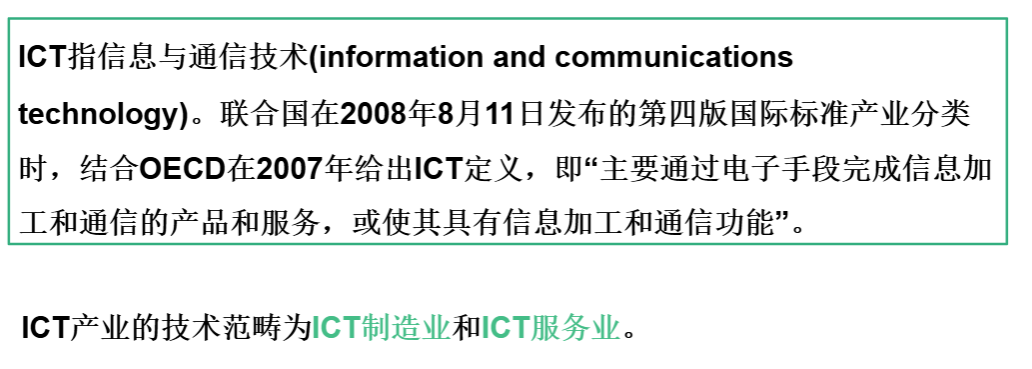 ICT指信息与通信技术(information and communications
technology)。联合国在2008年8月11日发布的第四版国际标准产业分类
时，结合OECD在2007年给出ICT定义，即“主要通过电子手段完成信息加
工和通信的产品和服务，或使其具有信息加工和通信功能”。
ICT产业的技术范畴为ICT制造业和ICT服务业。